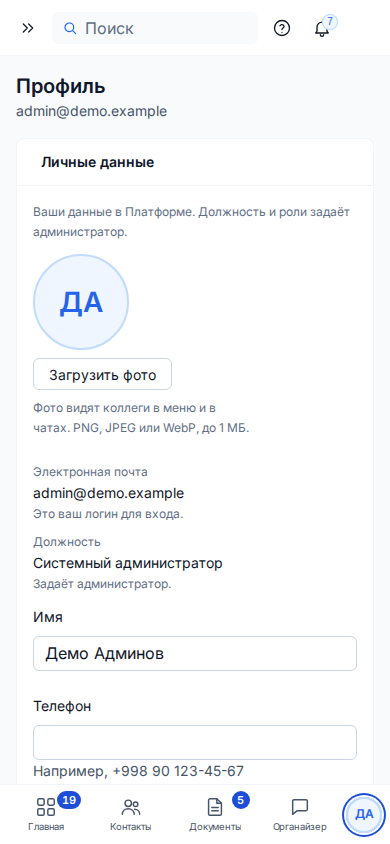 Поиск
7
Профиль
admin@demo.example
Личные данные
Ваши данные в Платформе. Должность и роли задаёт
администратор.
ДА
Загрузить фото
Фото видят коллеги в меню и в
чатах. PNG, JPEG или WebP, до 1 МБ.
Электронная почта
admin@demo.example
Это ваш логин для входа.
Должность
Системный администратор
Задаёт администратор.
Имя
Демо Админов
Телефон
Например, +998 90 123-45-67
19
5
ДА
Главная
Контакты
Документы
Органайзер